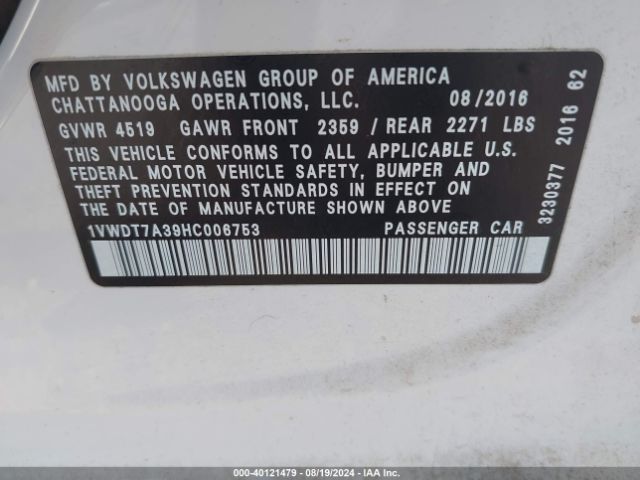 MFD BY VOLKSWAGEN GROUP OF AMERICA
CHATTANOOGA OPERATIONS, LLC. 08/2016
GVWR 4519 GAWR FRONT 2359 / REAR 2271 LBS
THIS VEHICLE CONFORMS TO ALL APPLICABLE U.S.
FEDERAL MOTOR VEHICLE SAFETY, BUMPER AND
THEFT PREVENTION STANDARDS IN EFFECT ON
THE DATE OF MANUFACTURE SHOWN ABOVE
1VWDT7A39HC006753 PASSENGER CAR
3230377 2016 62
000-40121479 | 08/19/2024 | IAA Inc.